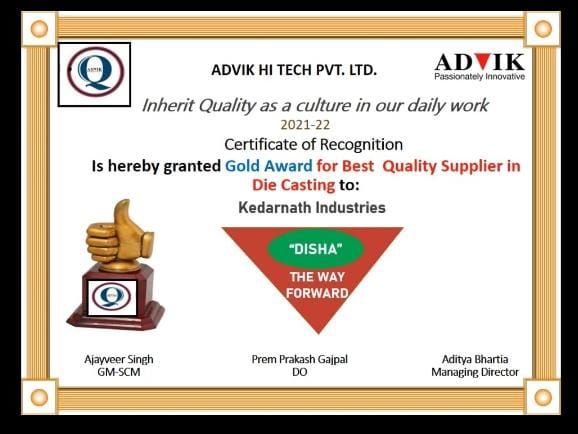 ADVIK
Q
ADVIK HI TECH PVT. LTD.
ADVIK
Passionately Innovative
Inherit Quality as a culture in our daily work
2021-22
Certificate of Recognition
Is hereby granted Gold Award for Best Quality Supplier in
Die Casting to:
Kedarnath Industries
"DISHA"
THE WAY
FORWARD
Q
Ajayveer Singh
GM-SCM
Prem Prakash Gajpal
DO
Aditya Bhartia
Managing Director